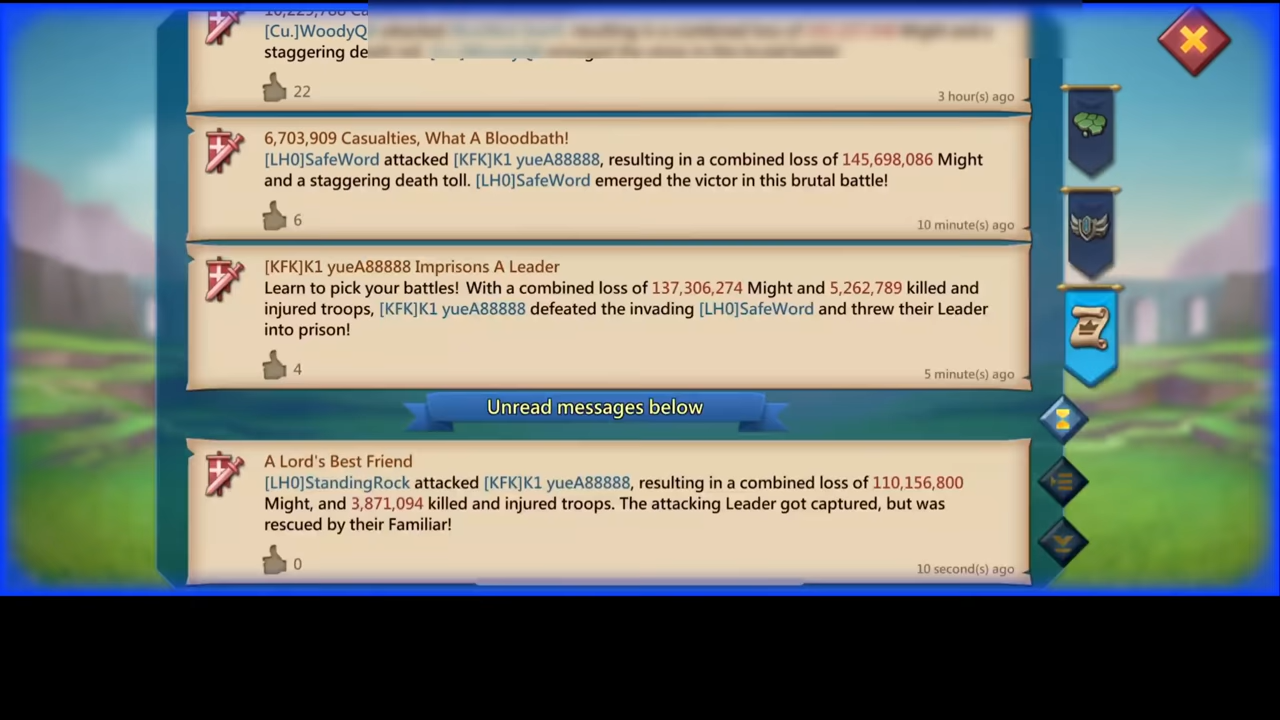 [Cu.]WoodyQ
staggering de
22
3 hour(s) ago
6,703,909 Casualties, What A Bloodbath!
[LH0]SafeWord attacked [KFK]K1 yueA88888, resulting in a combined loss of 145,698,086 Might
and a staggering death toll. [LH0]SafeWord emerged the victor in this brutal battle!
6
10 minute(s) ago
[KFK]K1 yueA88888 Imprisons A Leader
Learn to pick your battles! With a combined loss of 137,306,274 Might and 5,262,789 killed and
injured troops, [KFK]K1 yueA88888 defeated the invading [LH0]SafeWord and threw their Leader
into prison!
4
5 minute(s) ago
Unread messages below
A Lord's Best Friend
[LH0]StandingRock attacked [KFK]K1 yueA88888, resulting in a combined loss of 110,156,800
Might, and 3,871,094 killed and injured troops. The attacking Leader got captured, but was
rescued by their Familiar!
0
10 second(s) ago